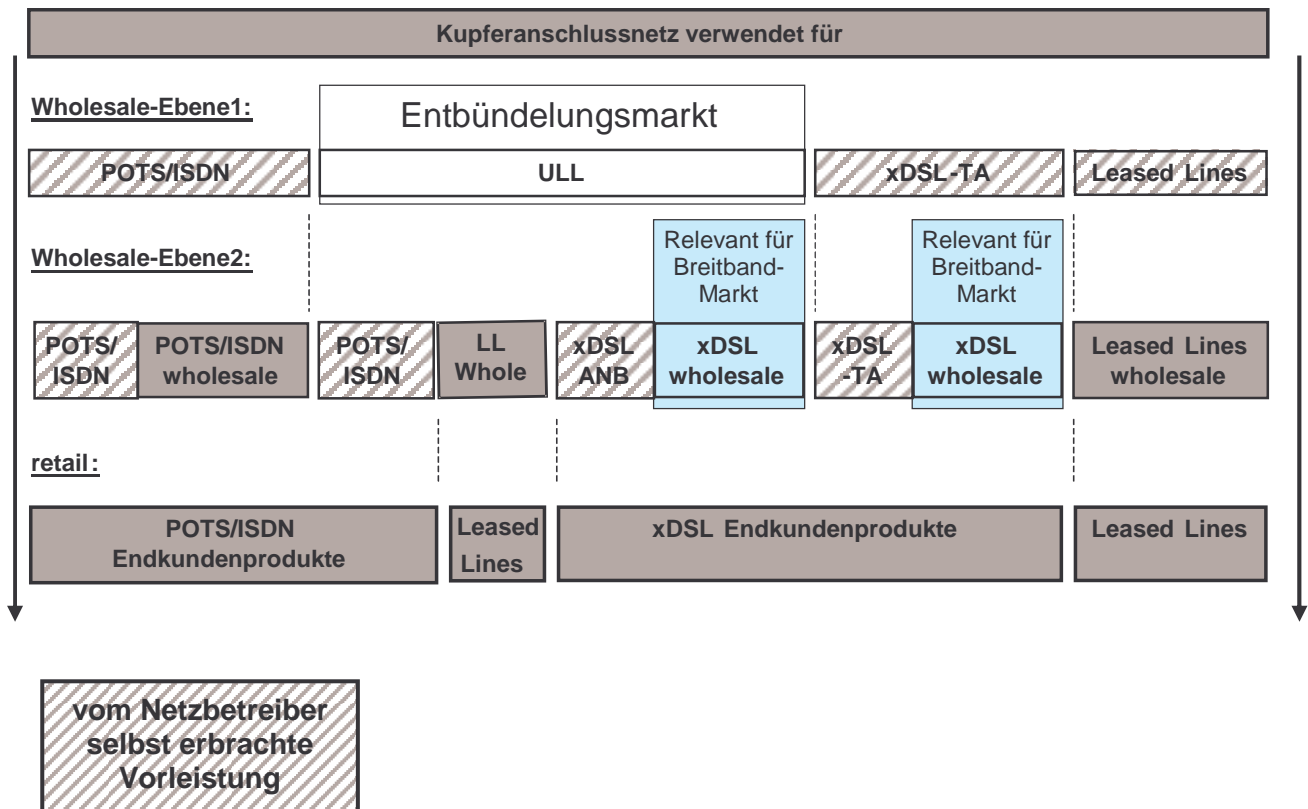 Kupferanschlussnetz verwendet für
Wholesale-Ebene1:
Entbündelungsmarkt
POTS/ISDN
ULL
xDSL-TA
Leased Lines
Wholesale-Ebene2:
Relevant für
Breitband-
Markt
Relevant für
Breitband-
Markt
POTS/
ISDN
POTS/ISDN
wholesale
POTS/
ISDN
LL
Whole
xDSL
ANB
xDSL
wholesale
xDSL
-TA
xDSL
wholesale
Leased Lines
wholesale
retail:
POTS/ISDN
Endkundenprodukte
Leased
Lines
xDSL Endkundenprodukte
Leased Lines
vom Netzbetreiber
selbst erbrachte
Vorleistung